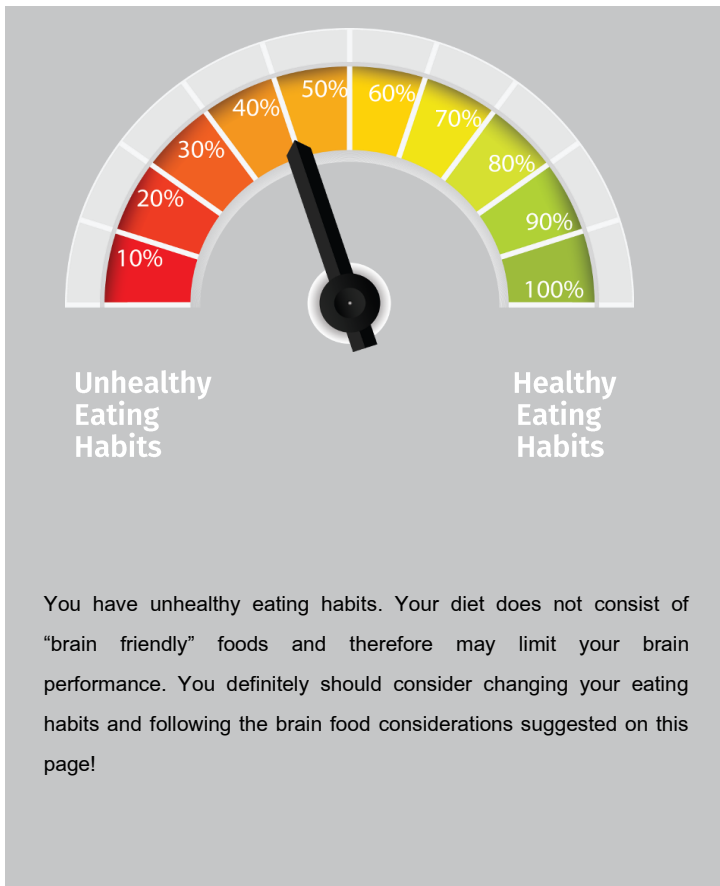 10%
20%
30%
40%
50%
60%
70%
80%
90%
100%
Unhealthy
Eating
Habits
Healthy
Eating
Habits
You have unhealthy eating habits. Your diet does not consist of
“brain friendly” foods and therefore may limit your brain
performance. You definitely should consider changing your eating
habits and following the brain food considerations suggested on this
page!